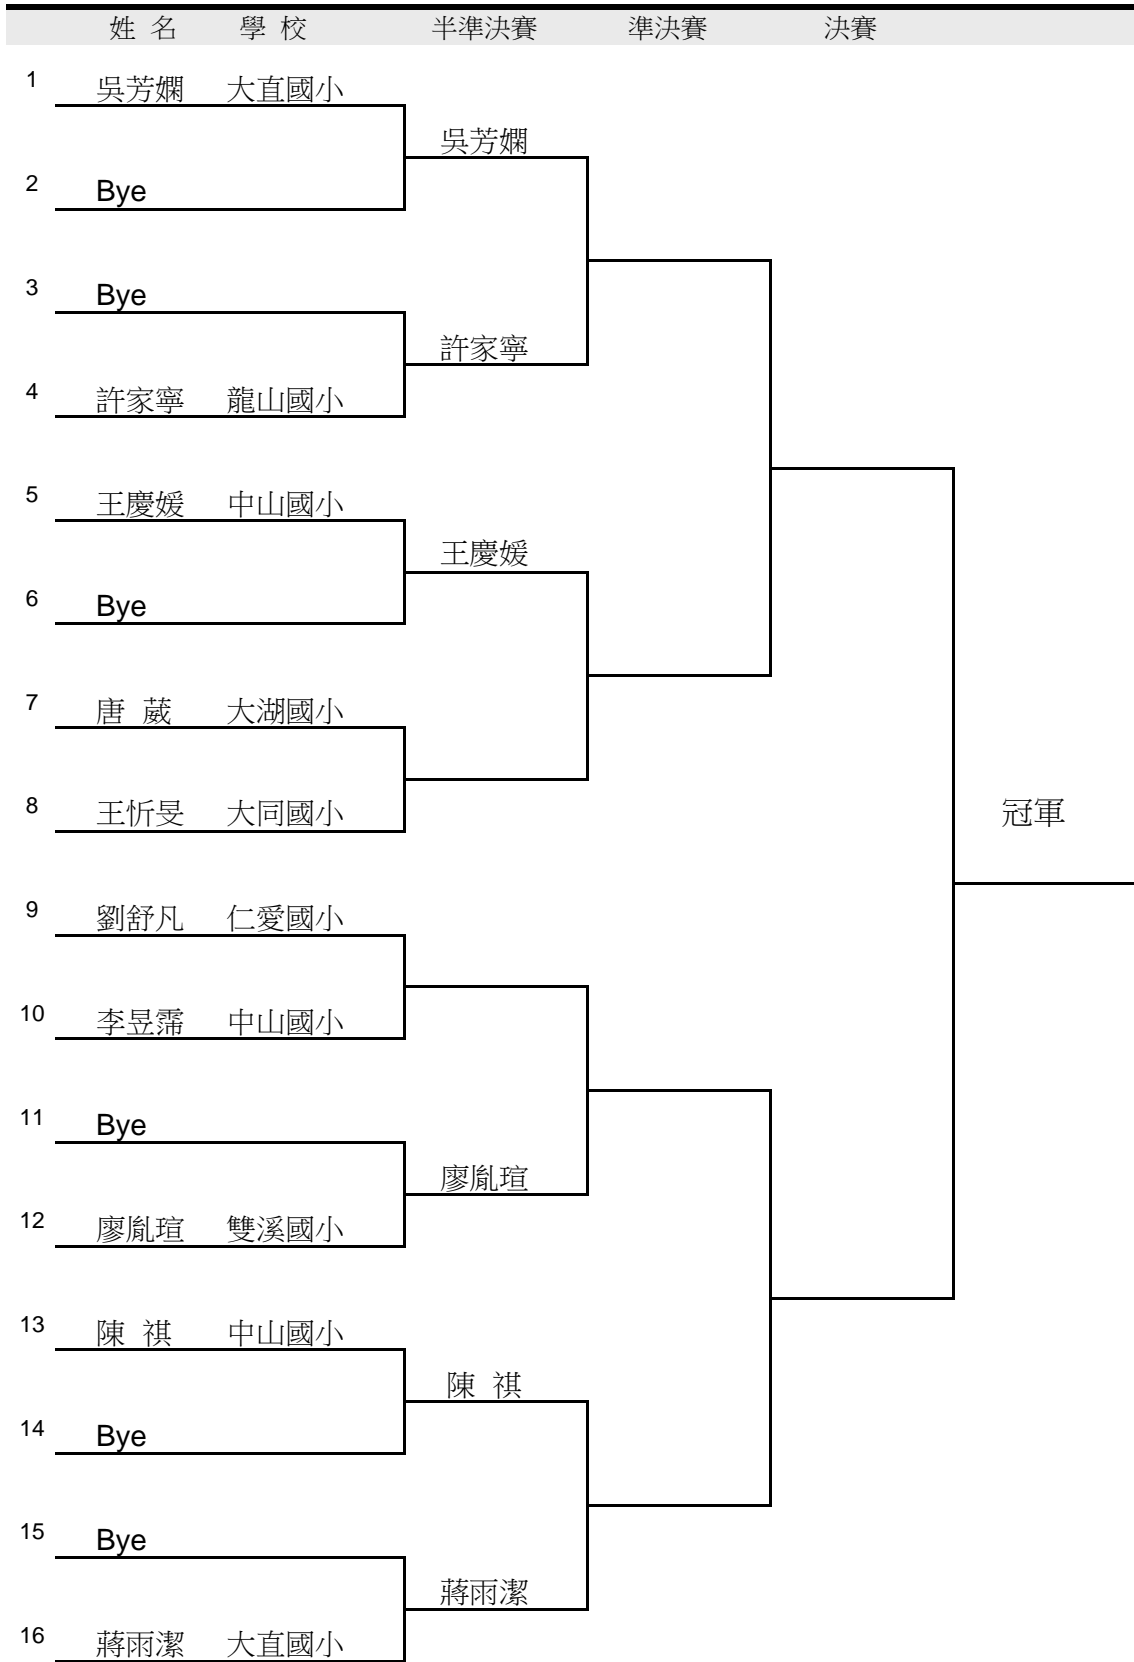 姓 名 學 校 半準決賽 準決賽 決賽
1 吳芳嫻 大直國小
吳芳嫻
2 Bye
3 Bye
許家寧
4 許家寧 龍山國小
5 王慶媛 中山國小
王慶媛
6 Bye
7 唐 葳 大湖國小
8 王忻旻 大同國小
冠軍
9 劉舒凡 仁愛國小
10 李昱霈 中山國小
11 Bye
廖胤瑄
12 廖胤瑄 雙溪國小
13 陳 祺 中山國小
陳 祺
14 Bye
15 Bye
蔣雨潔
16 蔣雨潔 大直國小